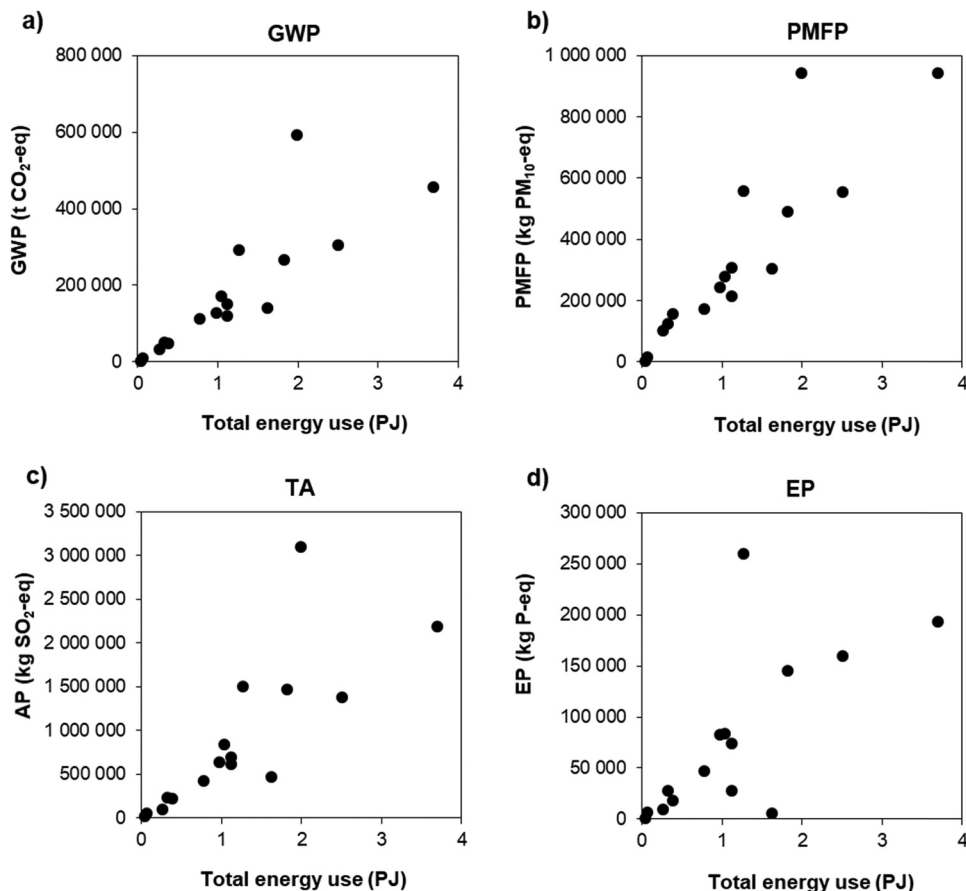 a)
GWP
800 000
600 000
400 000
200 000
0
GWP (t CO₂-eq)
0 1 2 3 4
Total energy use (PJ)
b)
PMFP
1 000 000
800 000
600 000
400 000
200 000
0
PMFP (kg PM₁₀-eq)
0 1 2 3 4
Total energy use (PJ)
c)
TA
3 500 000
3 000 000
2 500 000
2 000 000
1 500 000
1 000 000
500 000
0
AP (kg SO₂-eq)
0 1 2 3 4
Total energy use (PJ)
d)
EP
300 000
250 000
200 000
150 000
100 000
50 000
0
EP (kg P-eq)
0 1 2 3 4
Total energy use (PJ)